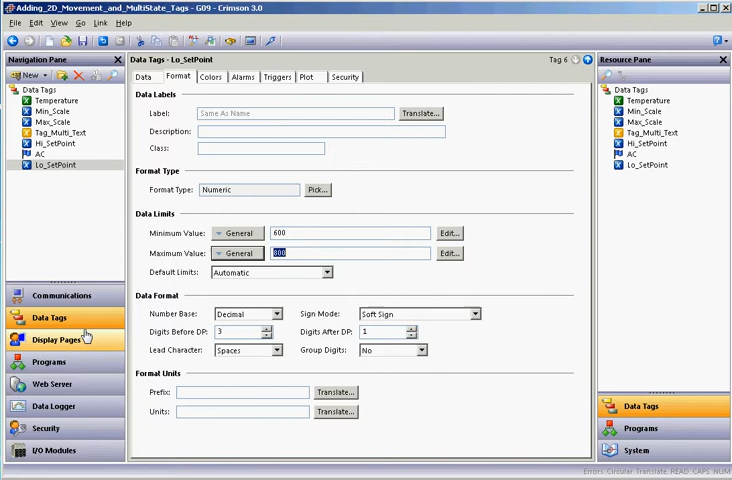 Adding_2D_Movement_and_MultiState_Tags - G09 - Crimson 3.0
File Edit View Go Link Help
Navigation Pane
New
Data Tags
Temperature
Min_Scale
Max_Scale
Tag_Multi_Text
Hi_SetPoint
AC
Lo_SetPoint
Communications
Data Tags
Display Pages
Programs
Web Server
Data Logger
Security
I/O Modules
Data Tags - Lo_SetPoint
Tag 6
Data Format Colors Alarms Triggers Plot Security
Data Labels
Label: Same As Name Translate...
Description:
Class:
Format Type
Format Type: Numeric Pick...
Data Limits
Minimum Value: General 600 Edit...
Maximum Value: General 800 Edit...
Default Limits: Automatic
Data Format
Number Base: Decimal Sign Mode: Soft Sign
Digits Before DP: 3 Digits After DP: 1
Lead Character: Spaces Group Digits: No
Format Units
Prefix: Translate...
Units: Translate...
Resource Pane
Data Tags
Temperature
Min_Scale
Max_Scale
Tag_Multi_Text
Hi_SetPoint
AC
Lo_SetPoint
Data Tags
Programs
System
Errors Circular Translate READ CAPS NUM